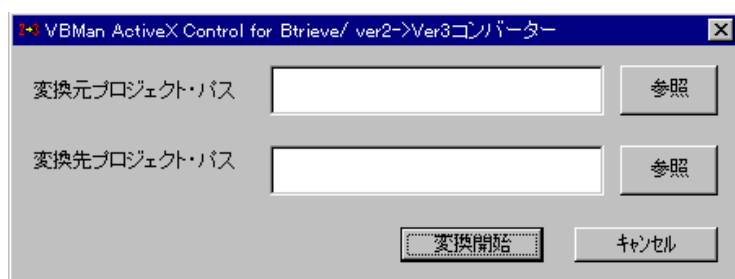 2→3 VBMan ActiveX Control for Btrieve/ ver2->Ver3コンバーター
変換元プロジェクト・パス
参照
変換先プロジェクト・パス
参照
変換開始
ｷｬﾝｾﾙ